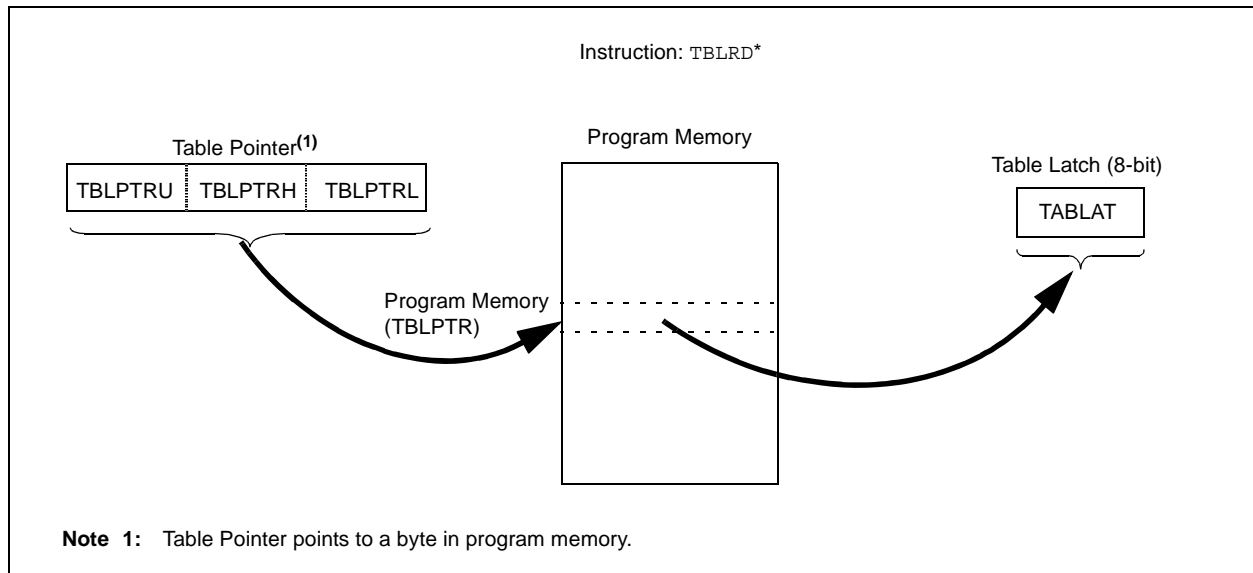 Instruction: TBLRD*
Program Memory
Table Pointer(1)
Table Latch (8-bit)
TBLPTRU TBLPTRH TBLPTRL
TABLAT
Program Memory
(TBLPTR)
Note 1: Table Pointer points to a byte in program memory.